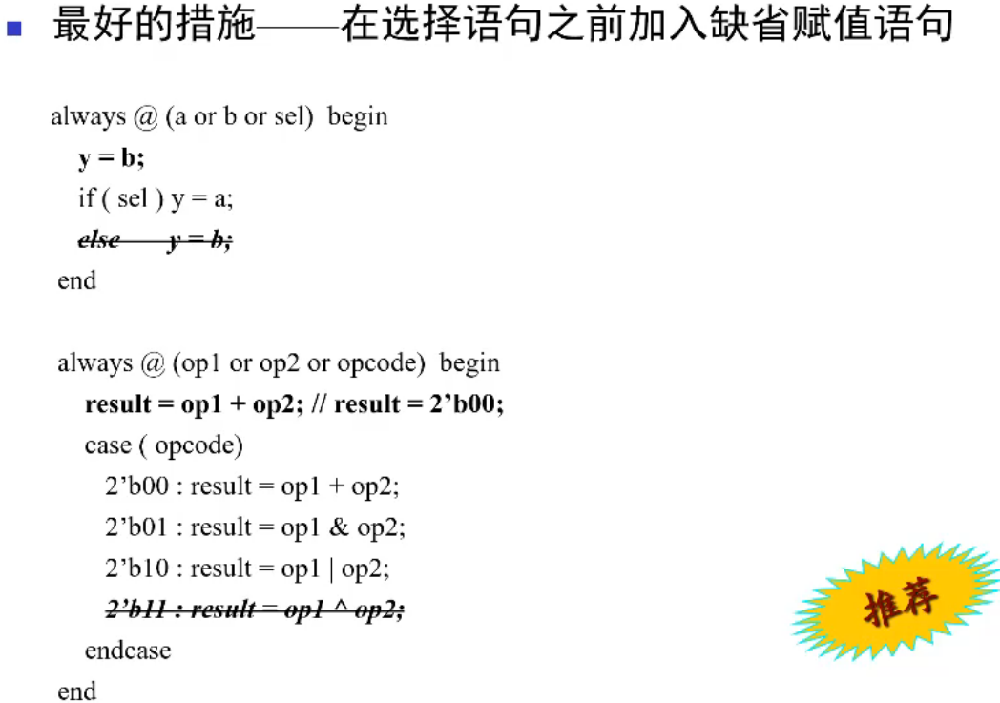 最好的措施——在选择语句之前加入缺省赋值语句
always @ (a or b or sel)  begin
y = b;
if ( sel ) y = a;
else    y = b;
end
always @ (op1 or op2 or opcode)  begin
result = op1 + op2; // result = 2’b00;
case ( opcode)
2’b00 : result = op1 + op2;
2’b01 : result = op1 & op2;
2’b10 : result = op1 | op2;
2’b11 : result = op1 ^ op2;
endcase
end
推荐